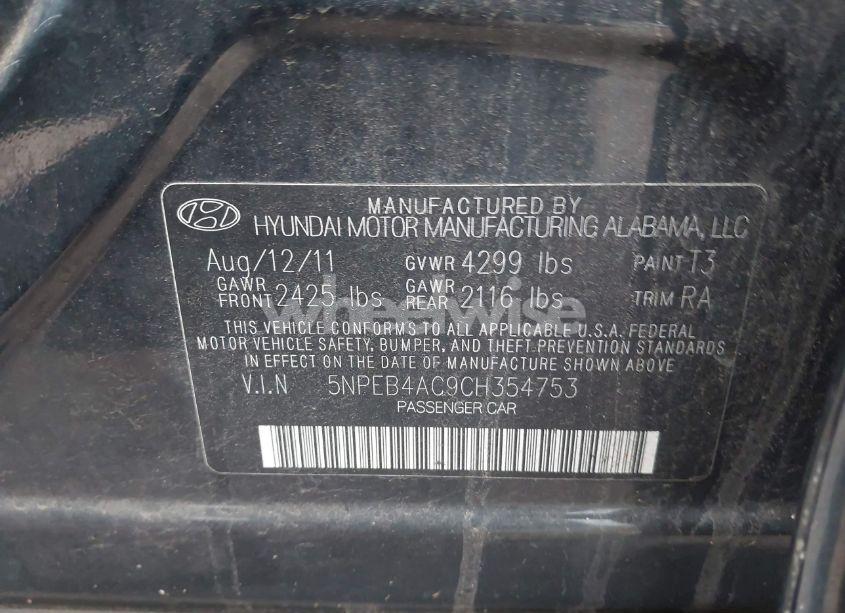 MANUFACTURED BY
HYUNDAI MOTOR MANUFACTURING ALABAMA, LLC
Aug/12/11 GVWR 4299 lbs PAINT T3
GAWR FRONT 2425 lbs GAWR REAR 2116 lbs TRIM RA
wheelwise
THIS VEHICLE CONFORMS TO ALL APPLICABLE U.S.A. FEDERAL
MOTOR VEHICLE SAFETY, BUMPER, AND THEFT PREVENTION STANDARDS
IN EFFECT ON THE DATE OF MANUFACTURE SHOWN ABOVE
V.I.N 5NPEB4AC9CH354753
PASSENGER CAR